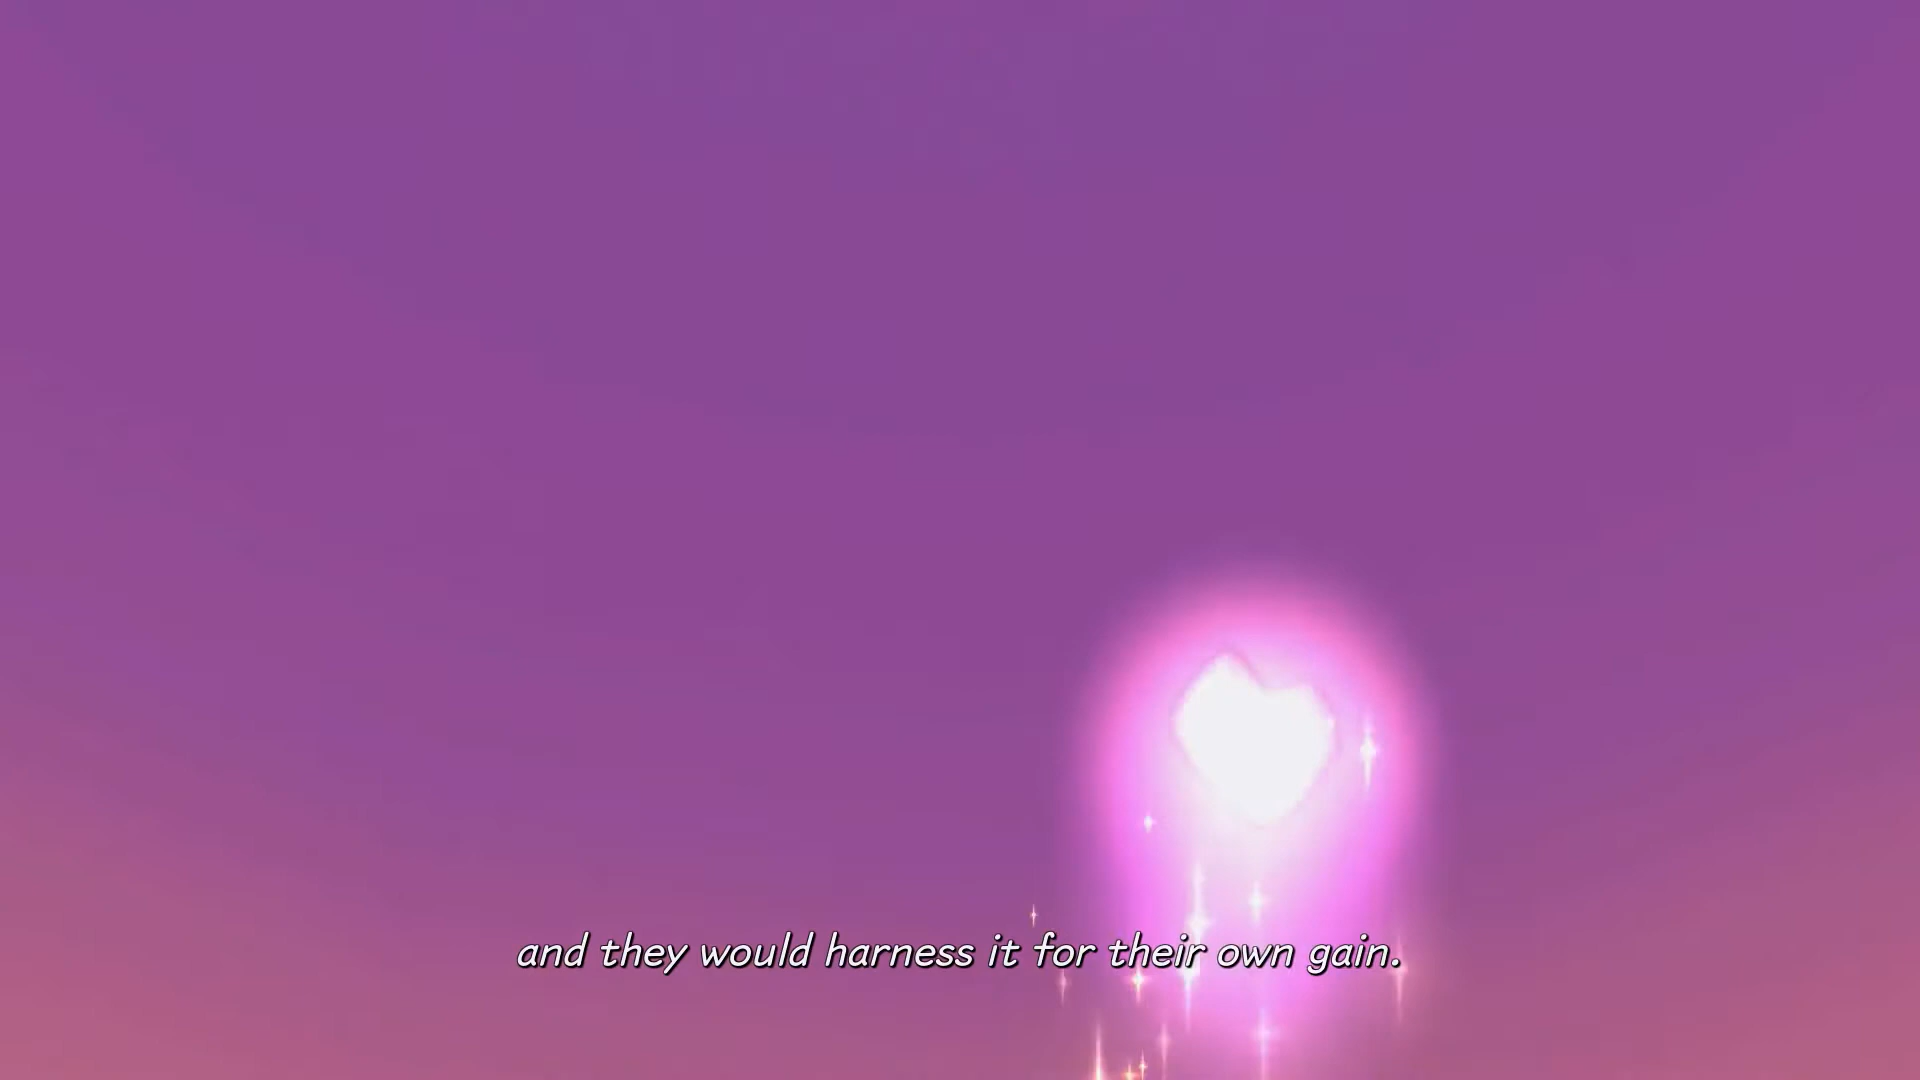 and they would harness it for their own gain.